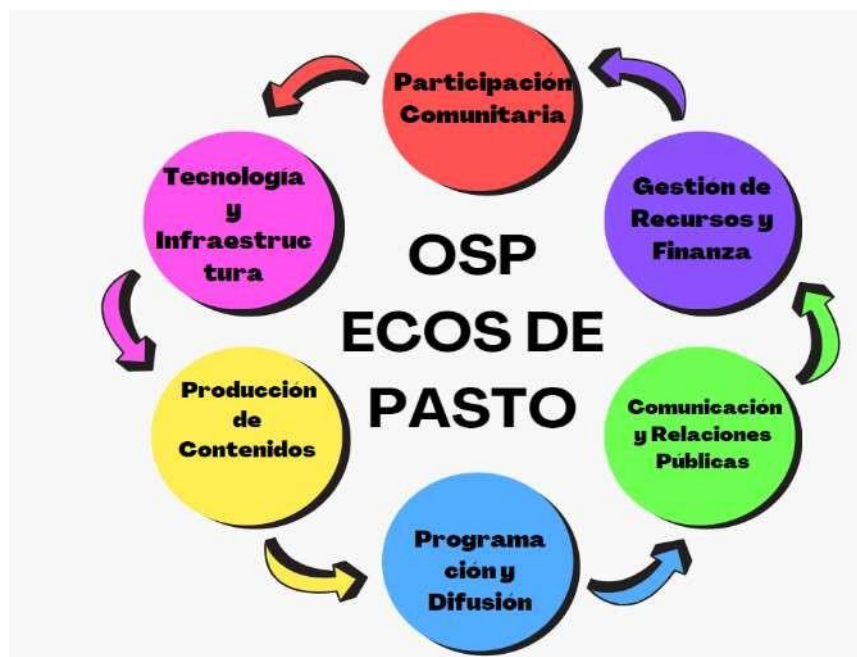 Participación
Comunitaria
Tecnología
y
Infraestruc
tura
Producción
de
Contenidos
Programa
ción y
Difusión
Comunicación
y Relaciones
Públicas
Gestión de
Recursos y
Finanza
OSP
ECOS DE
PASTO